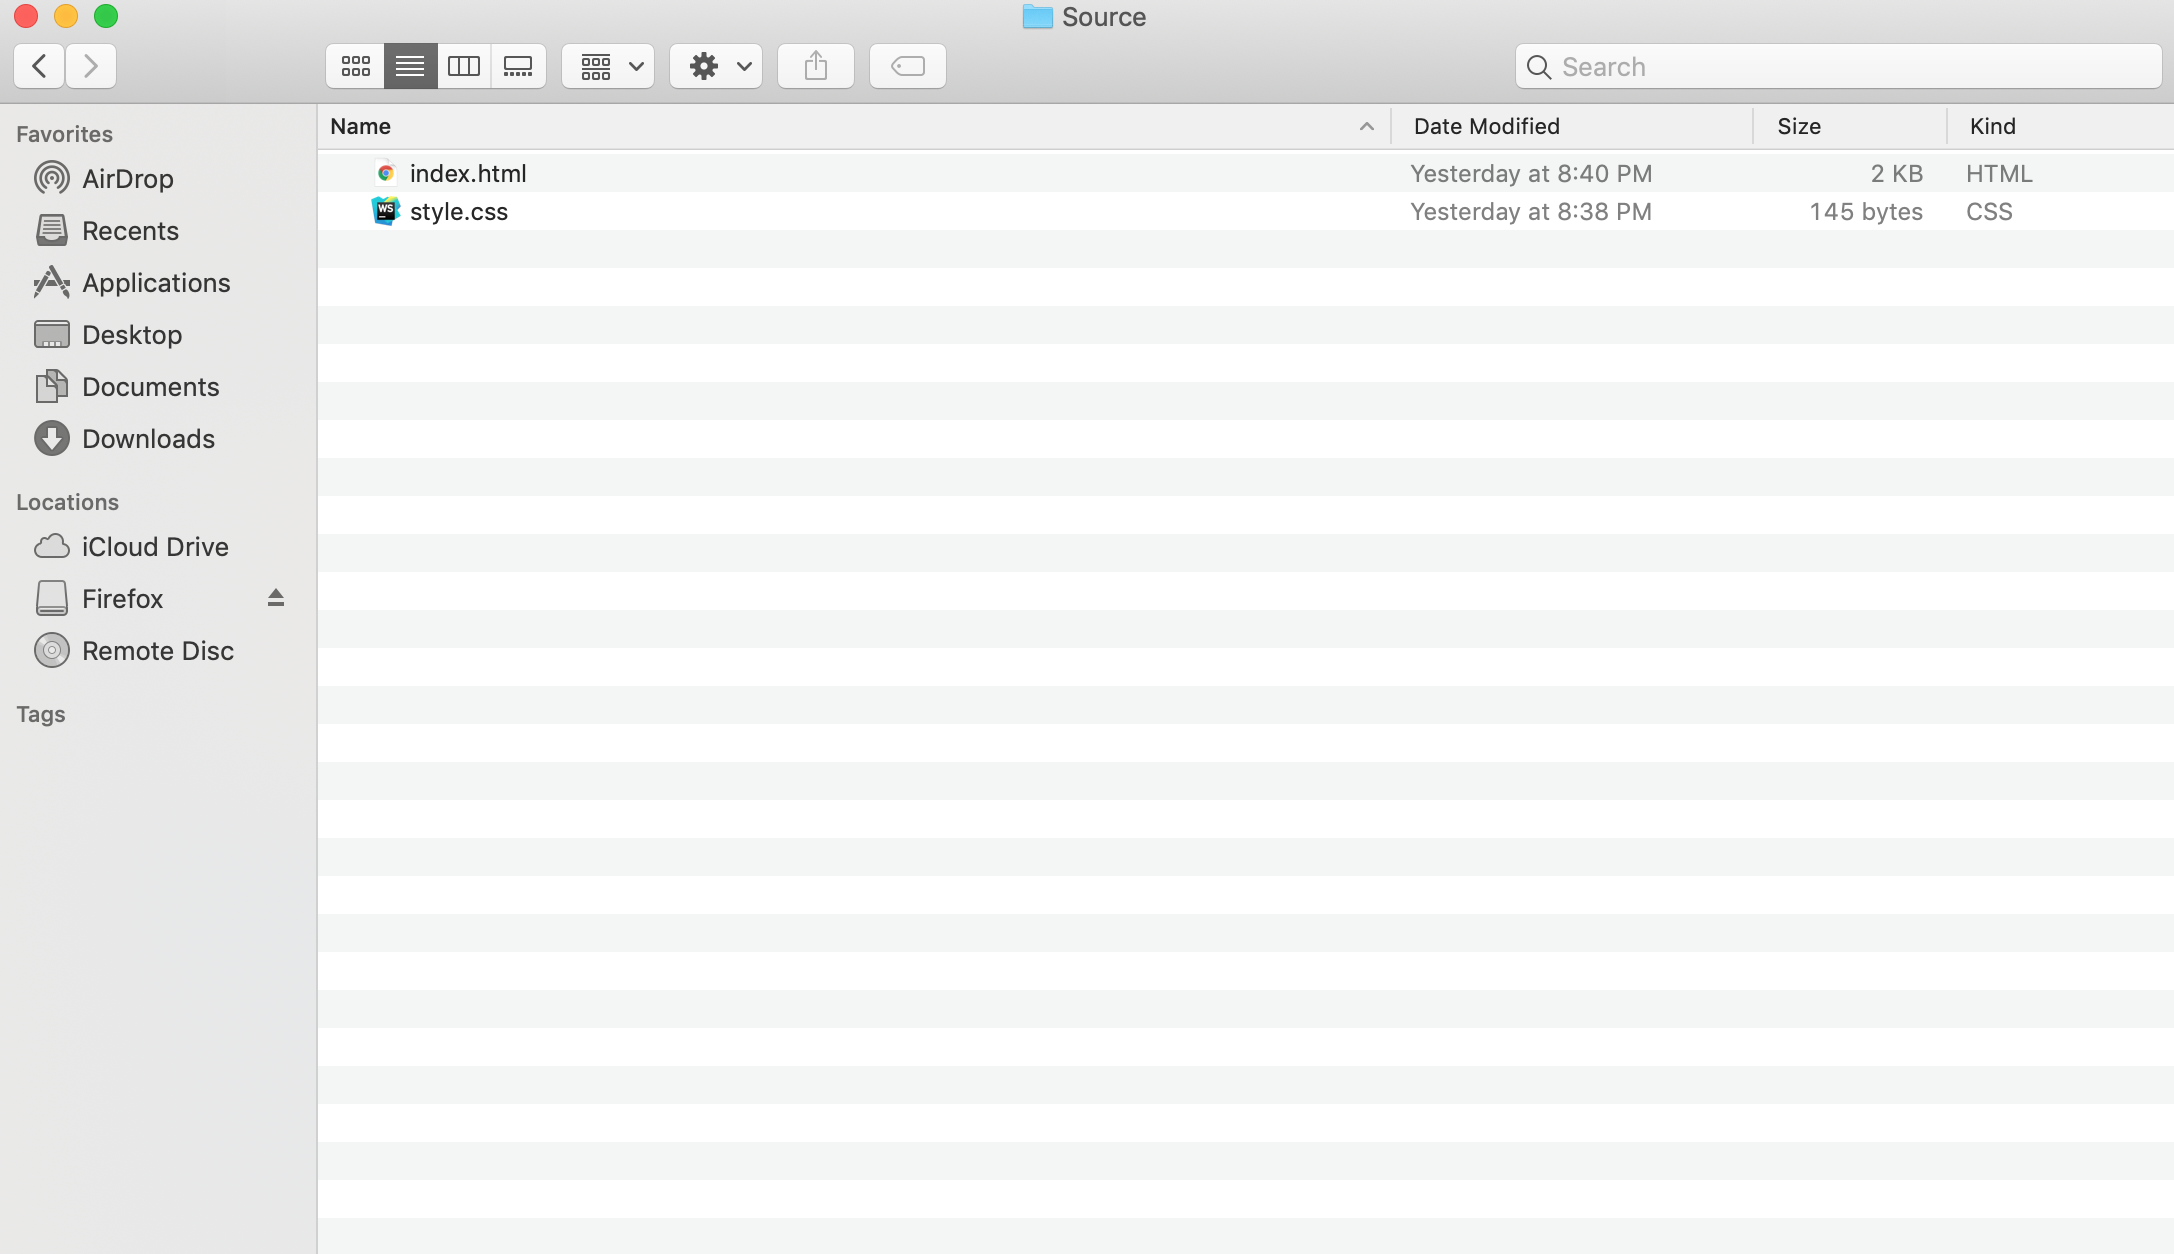 Source
Search
Favorites
AirDrop
Recents
Applications
Desktop
Documents
Downloads
Locations
iCloud Drive
Firefox
Remote Disc
Tags
Name Date Modified Size Kind
index.html Yesterday at 8:40 PM 2 KB HTML
WS style.css Yesterday at 8:38 PM 145 bytes CSS